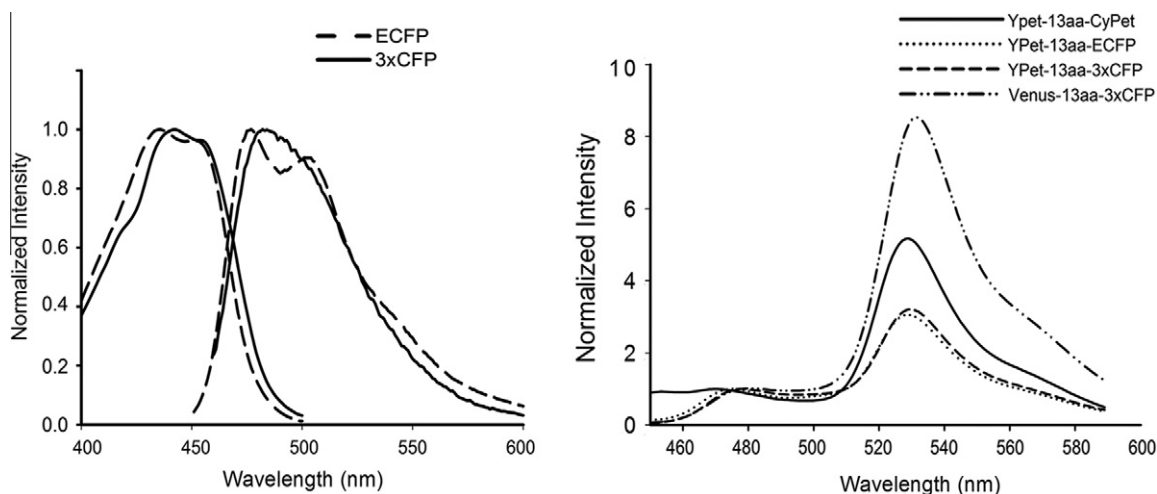 ECFP
3xCFP
Normalized Intensity
1.2
1.0
0.8
0.6
0.4
0.2
0
400 450 500 550 600
Wavelength (nm)
Ypet-13aa-CyPet
YPet-13aa-ECFP
YPet-13aa-3xCFP
Venus-13aa-3xCFP
Normalized Intensity
10
8
6
4
2
0
460 480 500 520 540 560 580 600
Wavelength (nm)